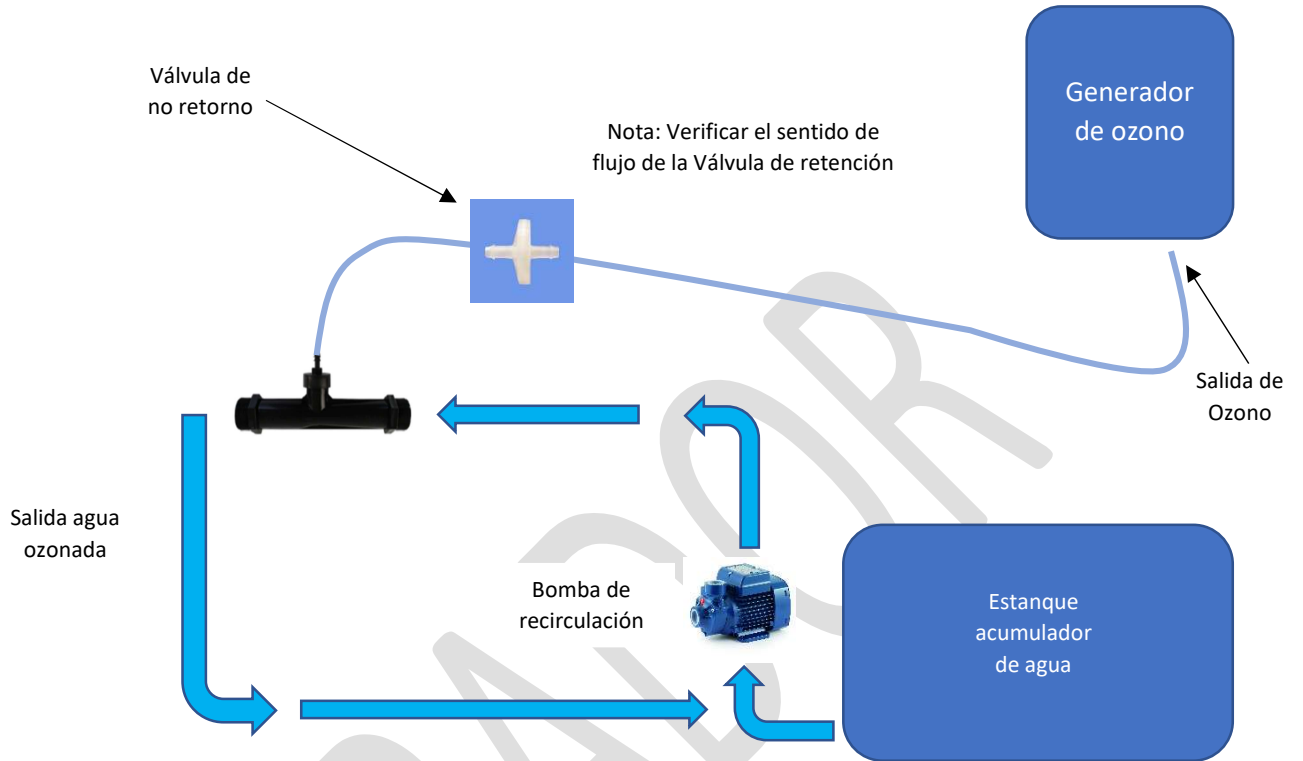 Válvula de
no retorno
Generador
de ozono
Nota: Verificar el sentido de
flujo de la Válvula de retención
Salida de
Ozono
Salida agua
ozonada
Bomba de
recirculación
Estanque
acumulador
de agua